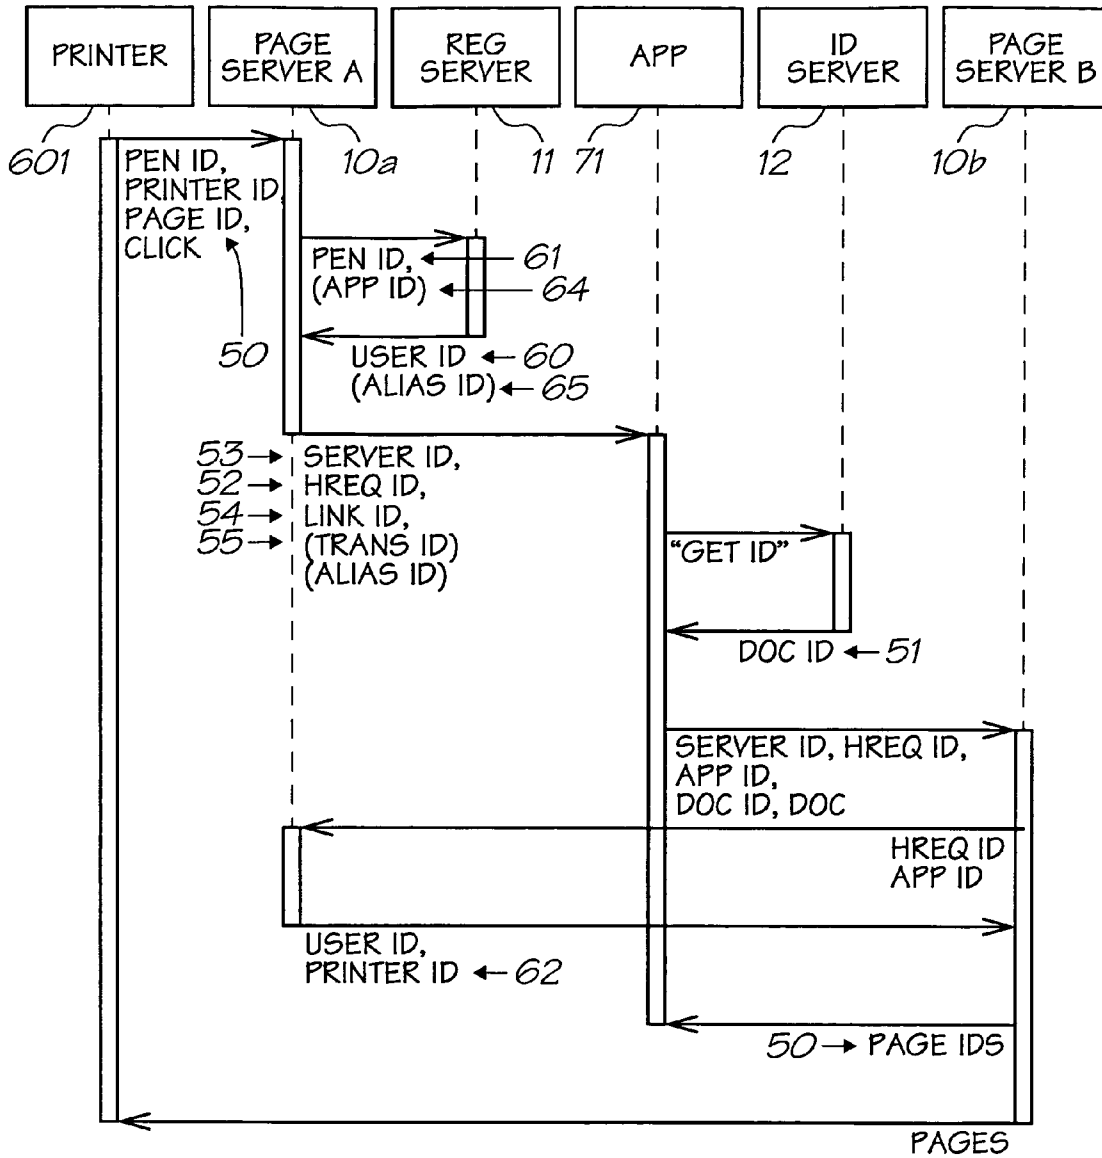 PRINTER
PAGE
SERVER A
REG
SERVER
APP
ID
SERVER
PAGE
SERVER B
601
10a
11
71
12
10b
PEN ID,
PRINTER ID,
PAGE ID,
CLICK
50
PEN ID,
61
(APP ID)
64
USER ID
60
(ALIAS ID)
65
53
SERVER ID,
52
HREQ ID,
54
LINK ID,
55
(TRANS ID)
(ALIAS ID)
“GET ID”
DOC ID
51
SERVER ID, HREQ ID,
APP ID,
DOC ID, DOC
HREQ ID
APP ID
USER ID,
PRINTER ID
62
50
PAGE IDS
PAGES